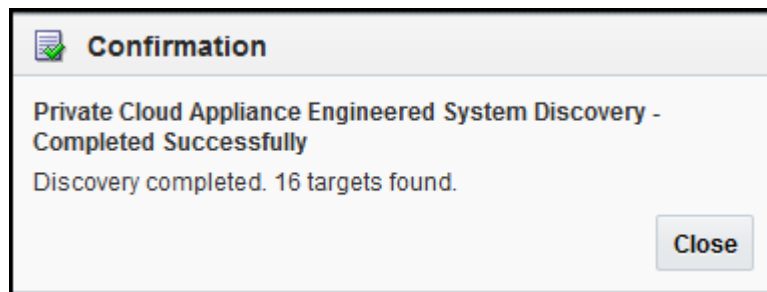 Confirmation
Private Cloud Appliance Engineered System Discovery -
Completed Successfully
Discovery completed. 16 targets found.
Close